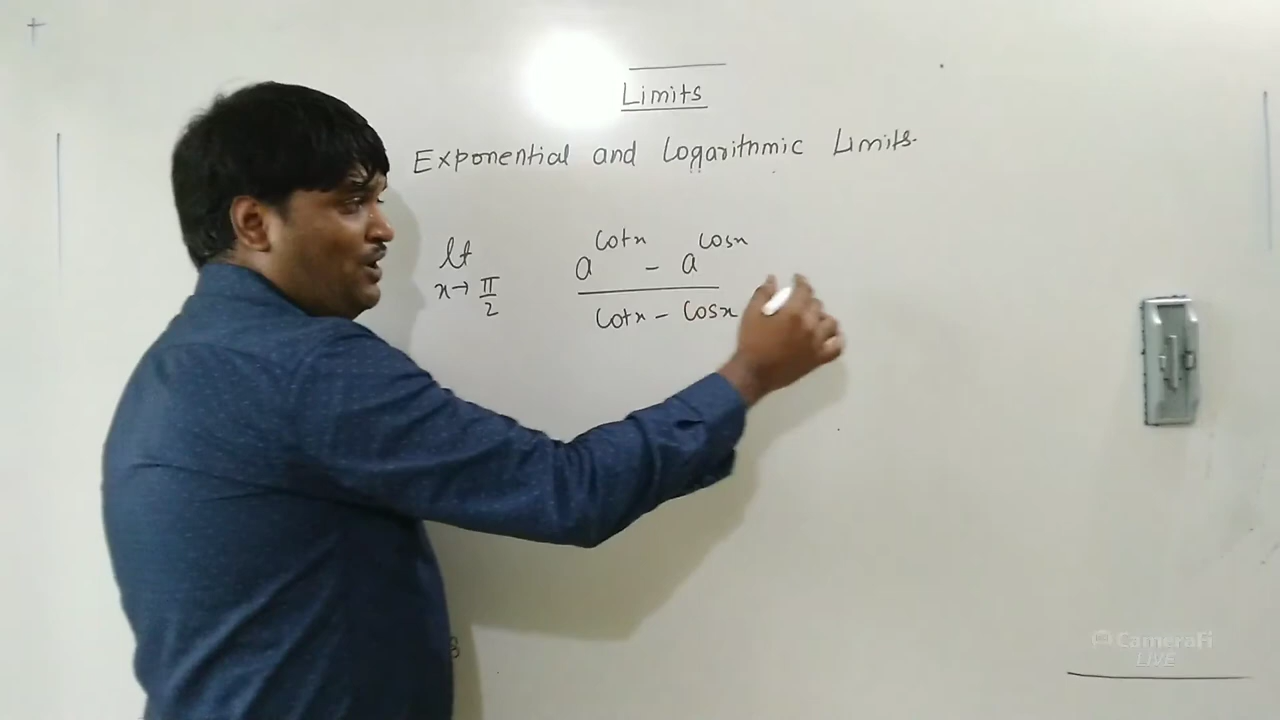 Limits
Exponential and Logarithmic Limits.
lt x→π/2 (a^cotx - a^cosx)/(cotx - cosx)
CameraFi
LIVE